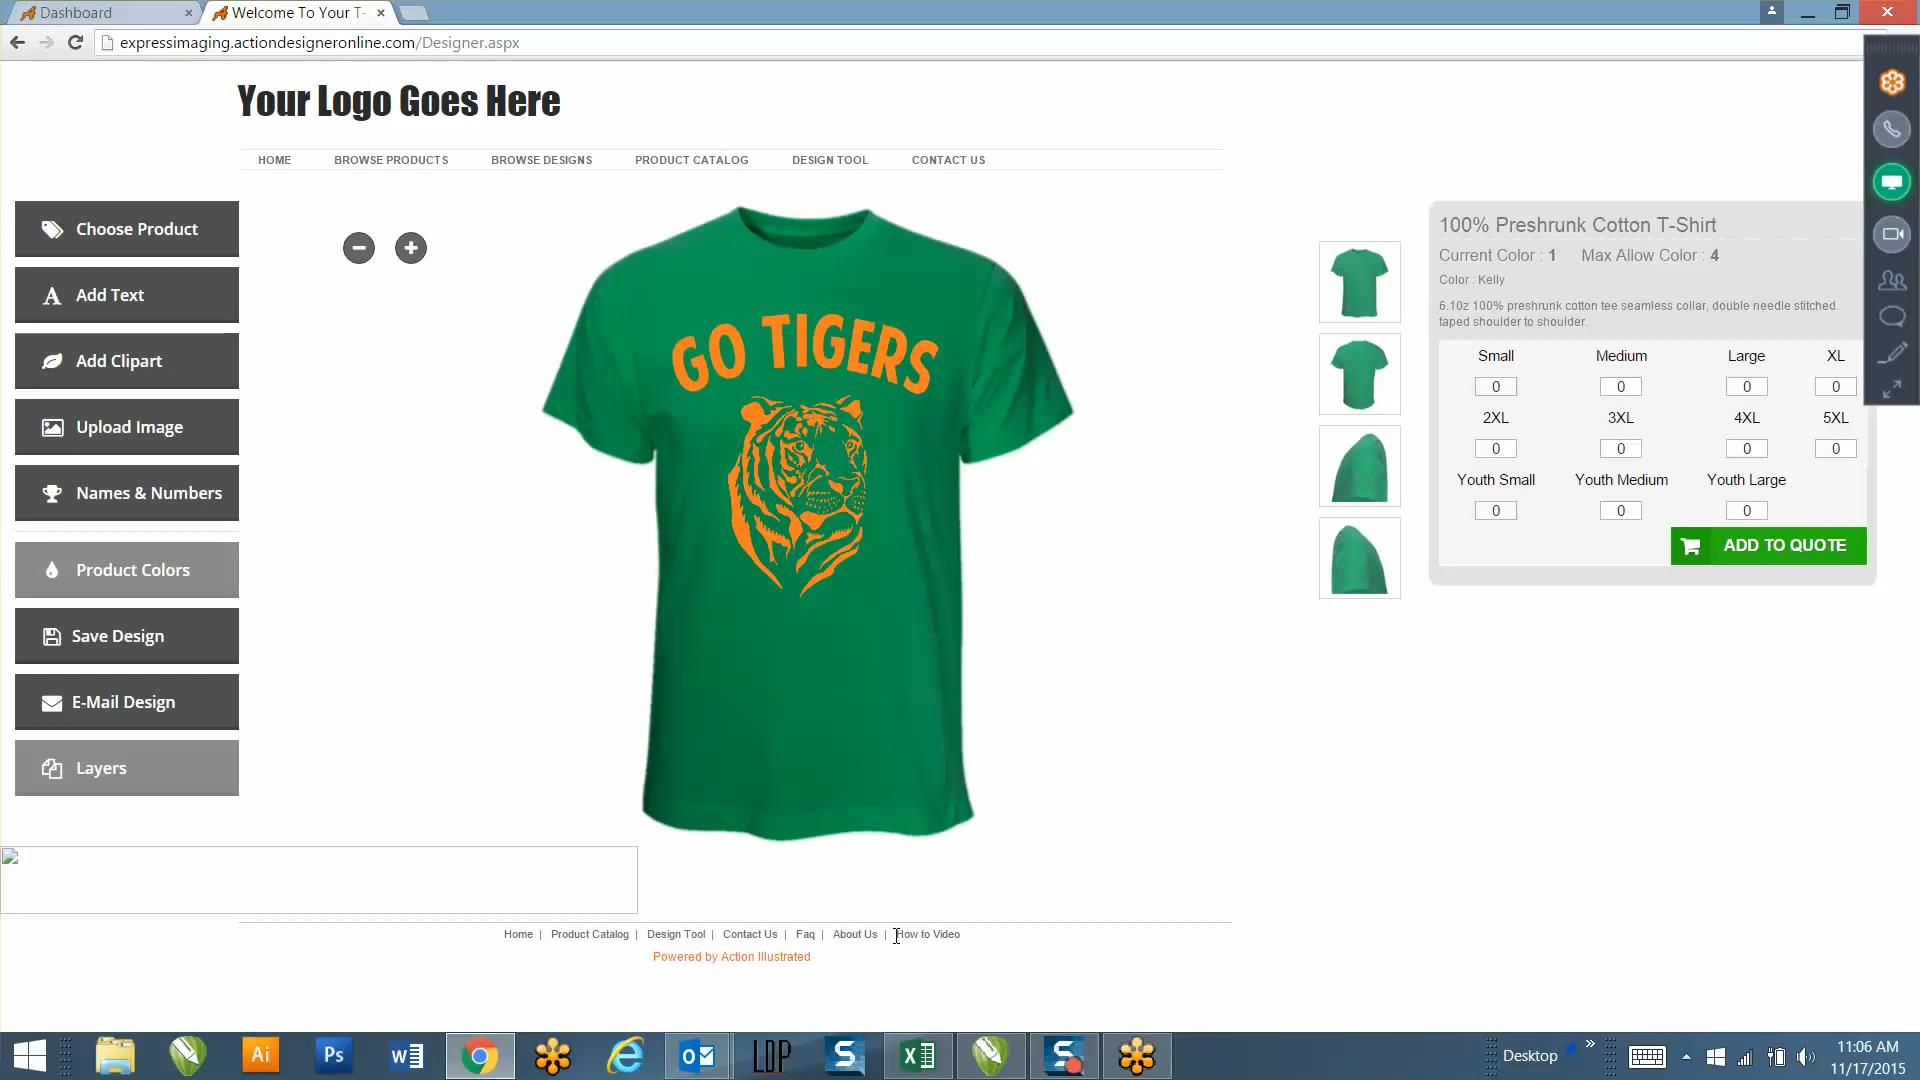 Dashboard
Welcome To Your T-
expressimaging.actiondesigneronline.com/Designer.aspx
Your Logo Goes Here
HOME
BROWSE PRODUCTS
BROWSE DESIGNS
PRODUCT CATALOG
DESIGN TOOL
CONTACT US
Choose Product
Add Text
Add Clipart
Upload Image
Names & Numbers
Product Colors
Save Design
E-Mail Design
Layers
GO TIGERS
100% Preshrunk Cotton T-Shirt
Current Color : 1 Max Allow Color : 4
Color : Kelly
6.10z 100% preshrunk cotton tee seamless collar, double needle stitched.
taped shoulder to shoulder.
Small Medium Large XL
0 0 0 0
2XL 3XL 4XL 5XL
0 0 0 0
Youth Small Youth Medium Youth Large
0 0 0
ADD TO QUOTE
Home | Product Catalog | Design Tool | Contact Us | Faq | About Us | How to Video
Powered by Action Illustrated
Ai
Ps
LDP
Desktop
11:06 AM
11/17/2015